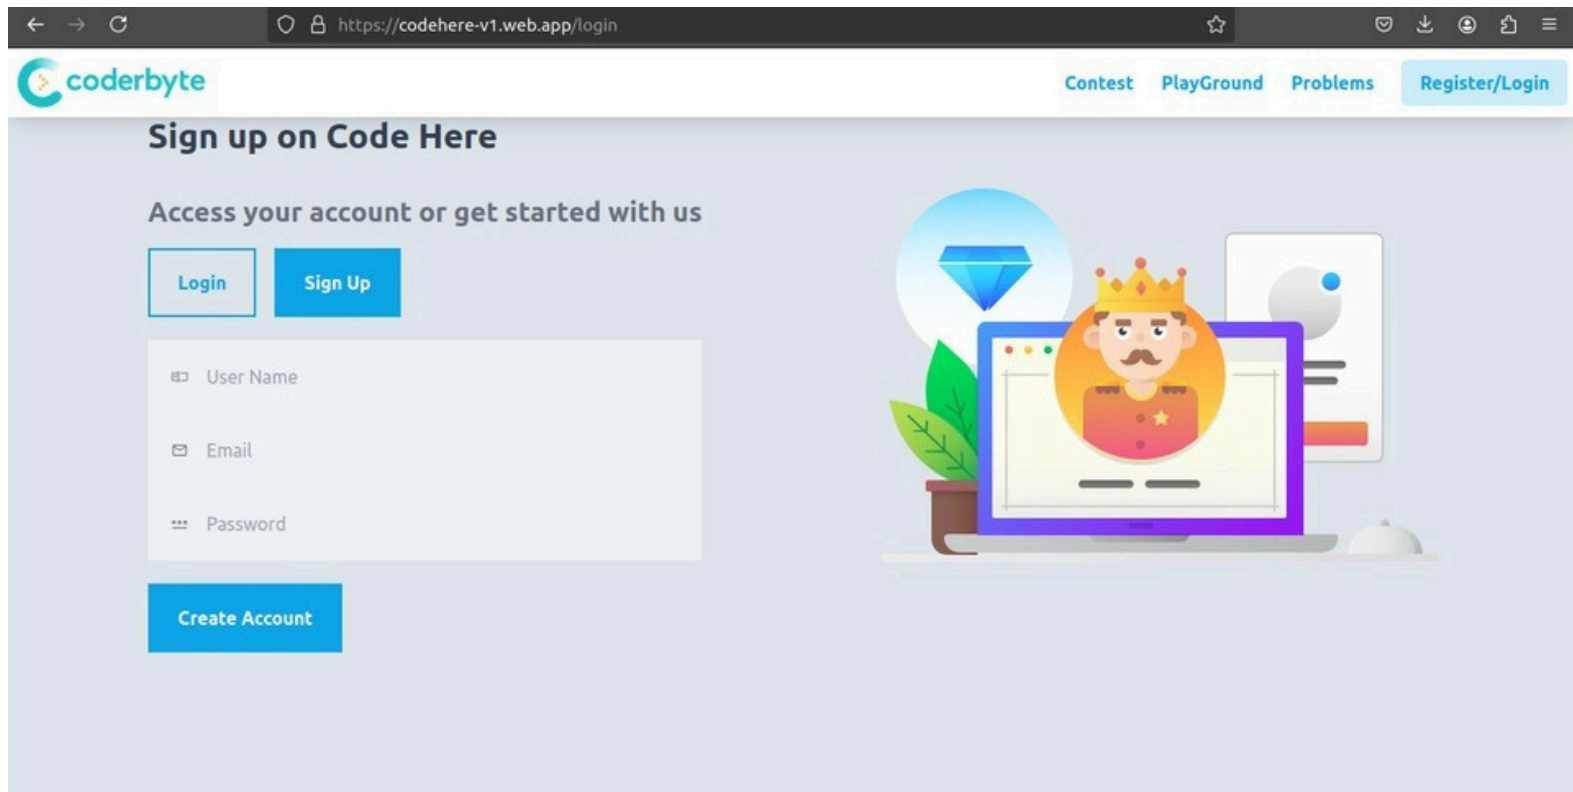 https://codehere-v1.web.app/login
coderbyte
Contest PlayGround Problems Register/Login
Sign up on Code Here
Access your account or get started with us
Login Sign Up
User Name
Email
Password
Create Account